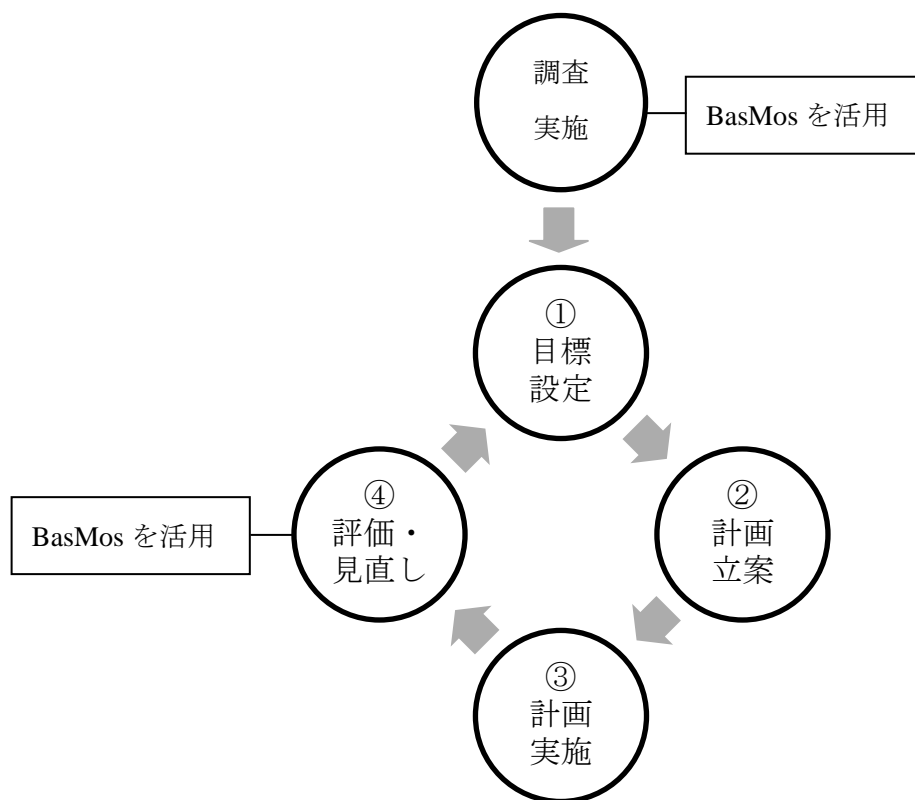 調査
実施
BasMos を活用
①
目標
設定
②
計画
立案
③
計画
実施
④
評価・
見直し
BasMos を活用